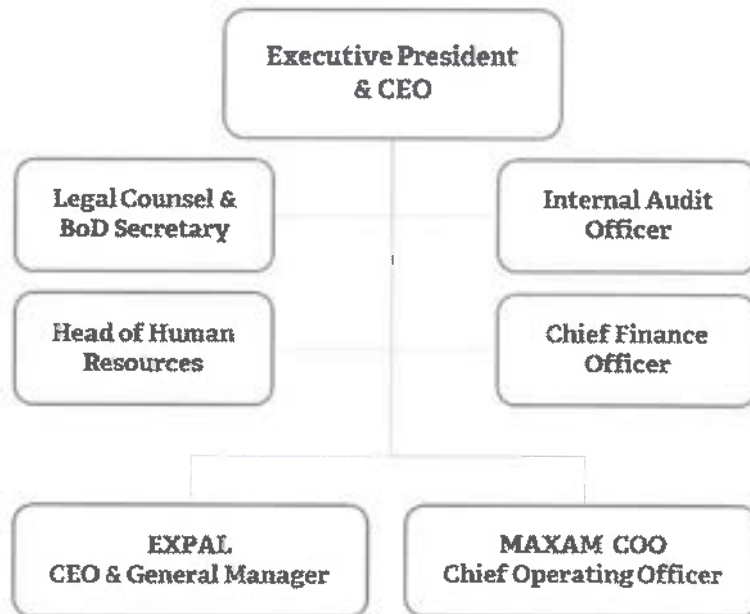 Executive President
& CEO
Legal Counsel &
BoD Secretary
Internal Audit
Officer
Head of Human
Resources
Chief Finance
Officer
EXPAL
CEO & General Manager
MAXAM COO
Chief Operating Officer